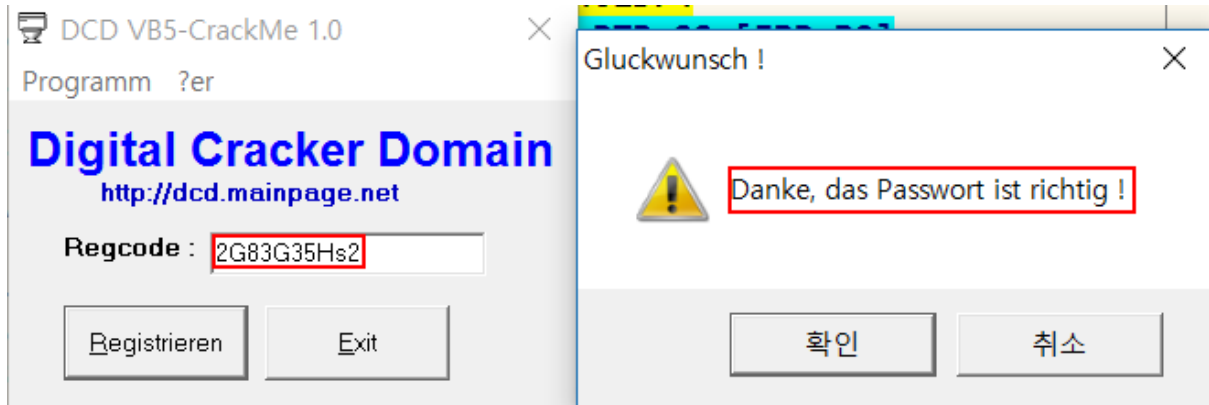 DCD VB5-CrackMe 1.0
Programm ?er
Digital Cracker Domain
http://dcd.mainpage.net
Regcode : 2G83G35Hs2
Registrieren Exit
Gluckwunsch !
Danke, das Passwort ist richtig !
확인 취소